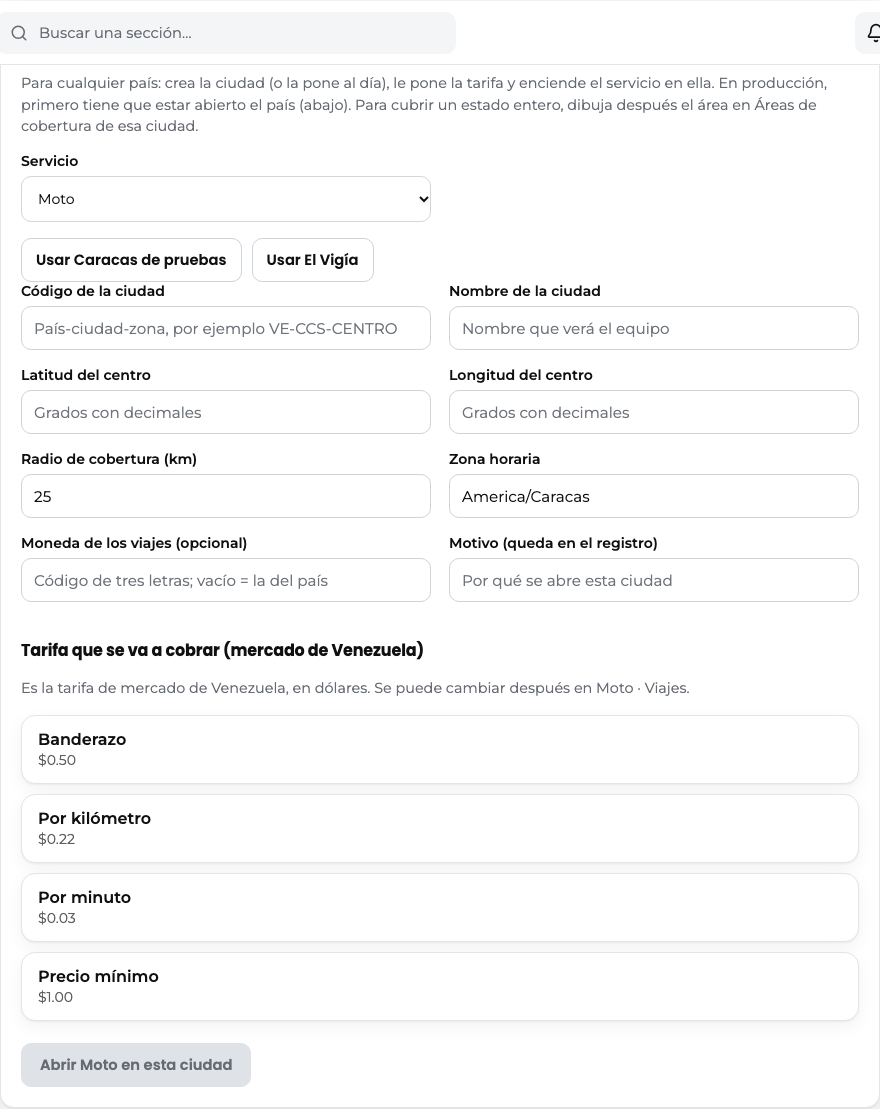 Buscar una sección...
Para cualquier país: crea la ciudad (o la pone al día), le pone la tarifa y enciende el servicio en ella. En producción,
primero tiene que estar abierto el país (abajo). Para cubrir un estado entero, dibuja después el área en Áreas de
cobertura de esa ciudad.
Servicio
Moto
Usar Caracas de pruebas
Usar El Vigía
Código de la ciudad
Nombre de la ciudad
País-ciudad-zona, por ejemplo VE-CCS-CENTRO
Nombre que verá el equipo
Latitud del centro
Longitud del centro
Grados con decimales
Grados con decimales
Radio de cobertura (km)
Zona horaria
25
America/Caracas
Moneda de los viajes (opcional)
Motivo (queda en el registro)
Código de tres letras; vacío = la del país
Por qué se abre esta ciudad
Tarifa que se va a cobrar (mercado de Venezuela)
Es la tarifa de mercado de Venezuela, en dólares. Se puede cambiar después en Moto · Viajes.
Banderazo
$0.50
Por kilómetro
$0.22
Por minuto
$0.03
Precio mínimo
$1.00
Abrir Moto en esta ciudad